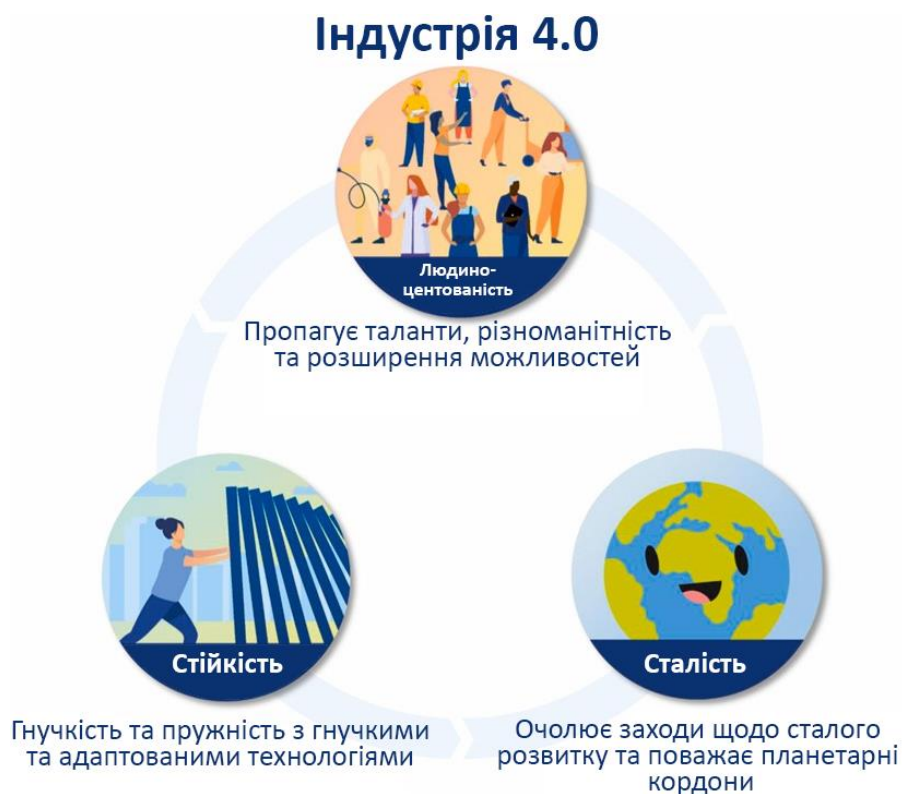 Індустрія 4.0
Людино-
центованість
Пропагує таланти, різноманітність
та розширення можливостей
Стійкість
Гнучкість та пружність з гнучкими
та адаптованими технологіями
Сталість
Очолює заходи щодо сталого
розвитку та поважає планетарні
кордони